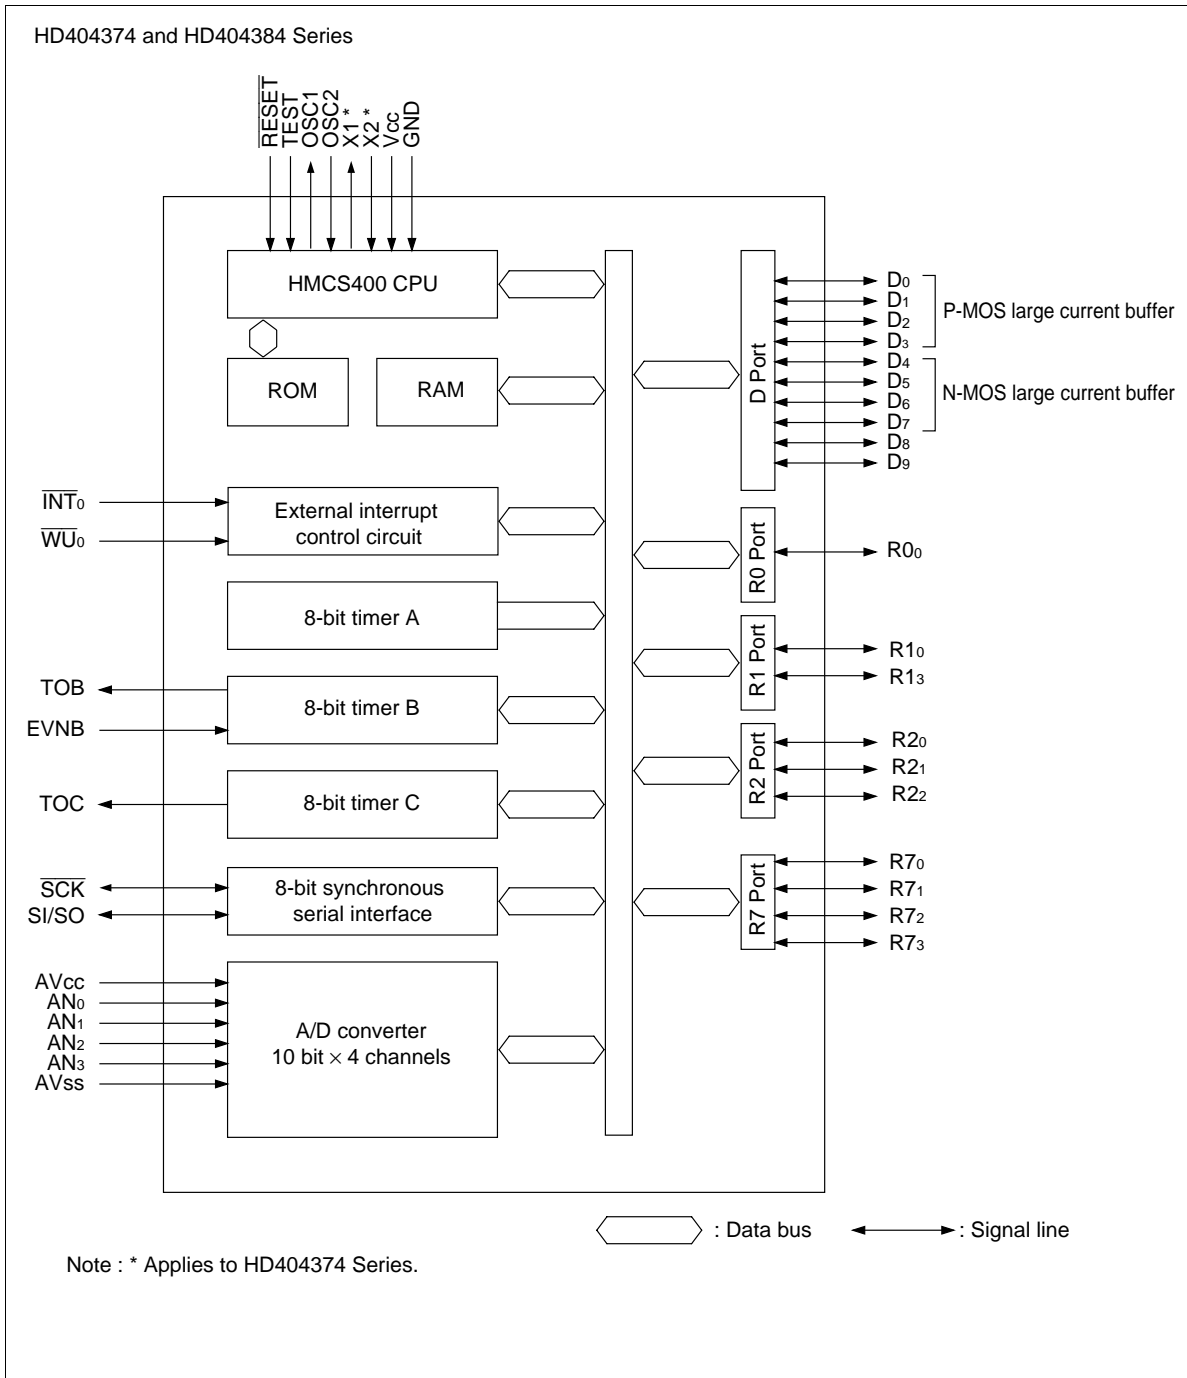 HD404374 and HD404384 Series
RESET
TEST
OSC1
OSC2
X1 *
X2 *
Vcc
GND
HMCS400 CPU
ROM
RAM
External interrupt
control circuit
8-bit timer A
8-bit timer B
8-bit timer C
8-bit synchronous
serial interface
A/D converter
10 bit × 4 channels
INT0
WU0
TOB
EVNB
TOC
SCK
SI/SO
AVcc
AN0
AN1
AN2
AN3
AVss
D Port
R0 Port
R1 Port
R2 Port
R7 Port
D0
D1
D2
D3
D4
D5
D6
D7
D8
D9
P-MOS large current buffer
N-MOS large current buffer
R00
R10
R13
R20
R21
R22
R70
R71
R72
R73
: Data bus
: Signal line
Note : * Applies to HD404374 Series.